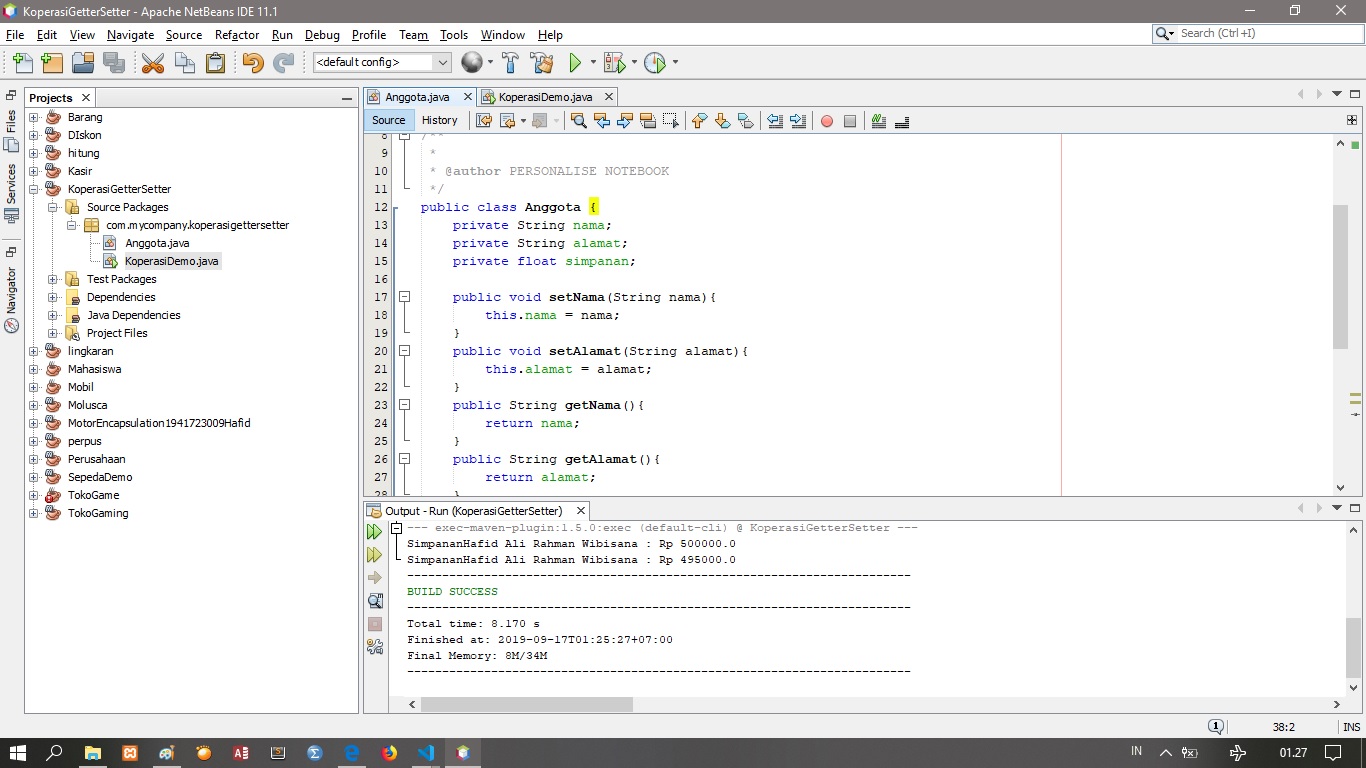 KoperasiGetterSetter - Apache NetBeans IDE 11.1
File Edit View Navigate Source Refactor Run Debug Profile Team Tools Window Help
Search (Ctrl+I)
<default config>
Files
Services
Navigator
Projects
Barang
DIskon
hitung
Kasir
KoperasiGetterSetter
Source Packages
com.mycompany.koperasigettersetter
Anggota.java
KoperasiDemo.java
Test Packages
Dependencies
Java Dependencies
Project Files
lingkaran
Mahasiswa
Mobil
Molusca
MotorEncapsulation1941723009Hafid
perpus
Perusahaan
SepedaDemo
TokoGame
TokoGaming
Anggota.java KoperasiDemo.java
Source History
8 /**
9 *
10 * @author PERSONALISE NOTEBOOK
11 */
12 public class Anggota {
13 private String nama;
14 private String alamat;
15 private float simpanan;
16
17 public void setNama(String nama){
18 this.nama = nama;
19 }
20 public void setAlamat(String alamat){
21 this.alamat = alamat;
22 }
23 public String getNama(){
24 return nama;
25 }
26 public String getAlamat(){
27 return alamat;
28 }
Output - Run (KoperasiGetterSetter)
--- exec-maven-plugin:1.5.0:exec (default-cli) @ KoperasiGetterSetter ---
SimpananHafid Ali Rahman Wibisana : Rp 500000.0
SimpananHafid Ali Rahman Wibisana : Rp 495000.0
------------------------------------------------------------------------
BUILD SUCCESS
------------------------------------------------------------------------
Total time: 8.170 s
Finished at: 2019-09-17T01:25:27+07:00
Final Memory: 8M/34M
------------------------------------------------------------------------
1 38:2 INS
IN 01.27